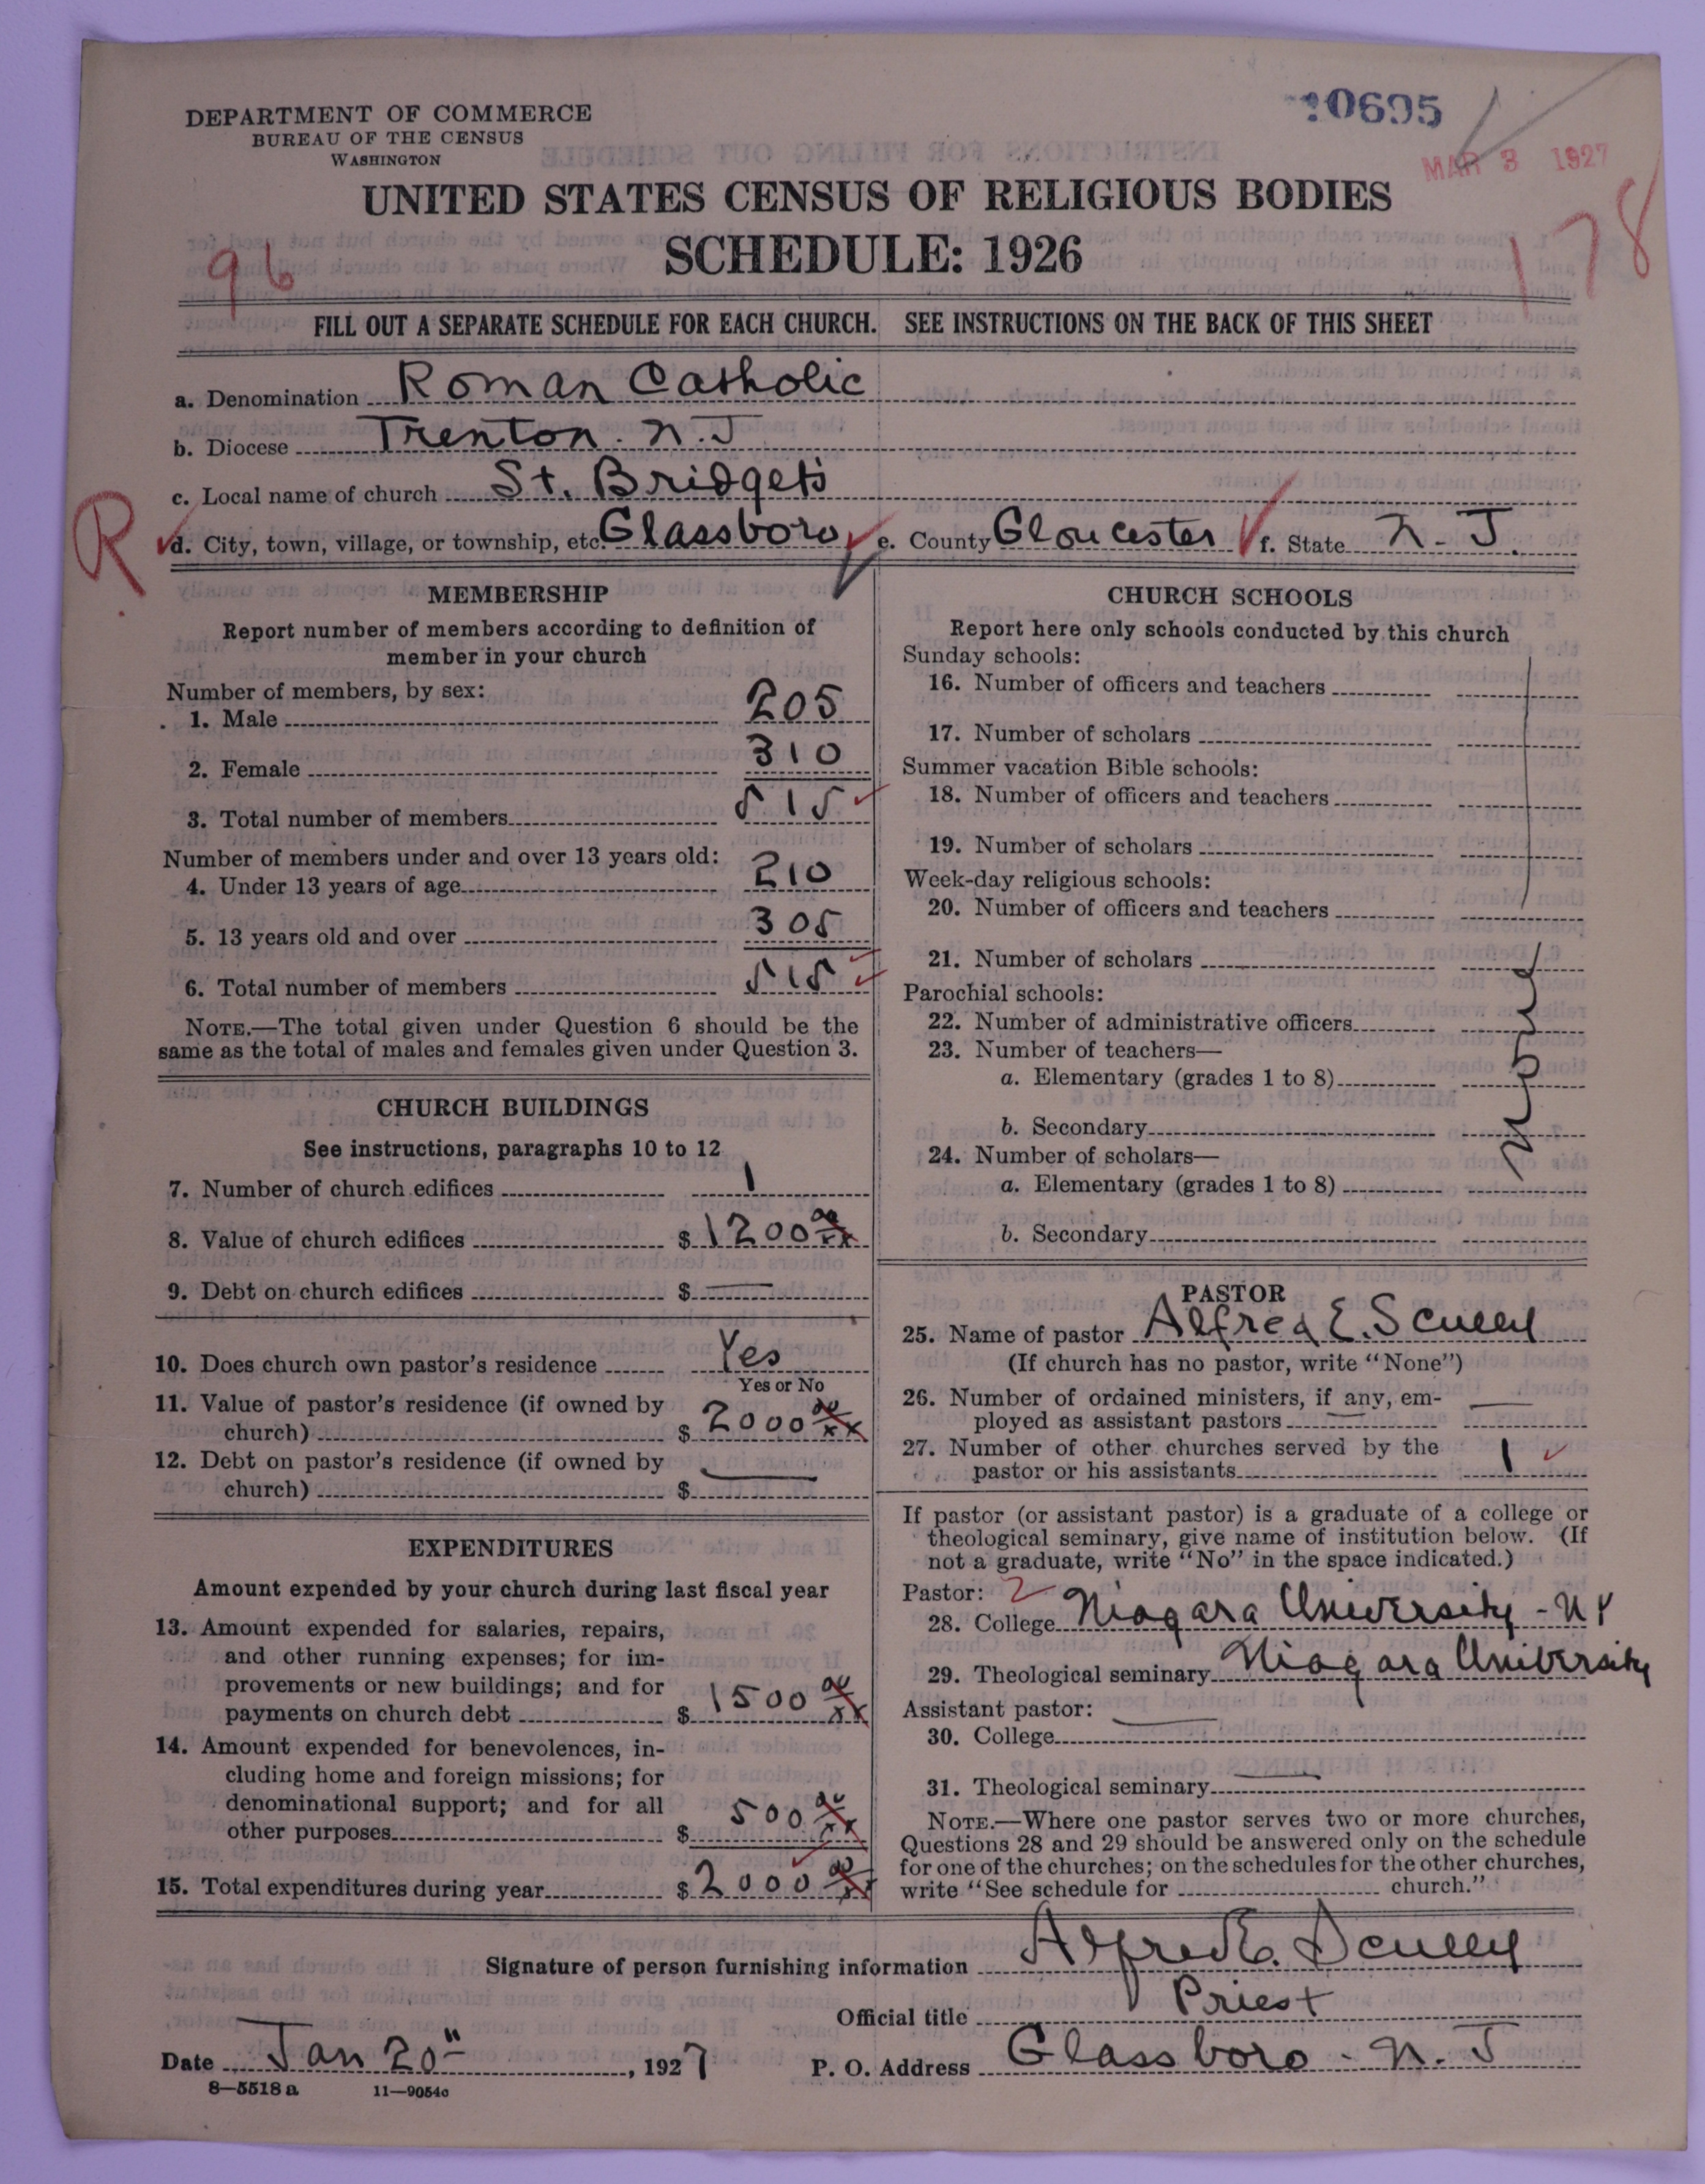 DEPARTMENT OF COMMERCE
BUREAU OF THE CENSUS
WASHINGTON
0695
MAR 3 1927
UNITED STATES CENSUS OF RELIGIOUS BODIES
SCHEDULE: 1926
96
178
FILL OUT A SEPARATE SCHEDULE FOR EACH CHURCH. SEE INSTRUCTIONS ON THE BACK OF THIS SHEET
a. Denomination Roman Catholic
b. Diocese Trenton. N.J
c. Local name of church St. Bridgets
R
d. City, town, village, or township, etc. Glassboro e. County Gloucester f. State N. J.
MEMBERSHIP
Report number of members according to definition of
member in your church
Number of members, by sex:
1. Male 205
2. Female 310
3. Total number of members 515
Number of members under and over 13 years old:
4. Under 13 years of age 210
5. 13 years old and over 305
6. Total number of members 515
NOTE.—The total given under Question 6 should be the
same as the total of males and females given under Question 3.
CHURCH BUILDINGS
See instructions, paragraphs 10 to 12
7. Number of church edifices 1
8. Value of church edifices $ 1200 00 xx
9. Debt on church edifices $ —
10. Does church own pastor's residence Yes
Yes or No
11. Value of pastor's residence (if owned by
church) $ 2000 00 xx
12. Debt on pastor's residence (if owned by
church) $ —
EXPENDITURES
Amount expended by your church during last fiscal year
13. Amount expended for salaries, repairs,
and other running expenses; for im-
provements or new buildings; and for
payments on church debt $ 1500 00 xx
14. Amount expended for benevolences, in-
cluding home and foreign missions; for
denominational support; and for all
other purposes $ 500 00 xx
15. Total expenditures during year $ 2000 00 xx
CHURCH SCHOOLS
Report here only schools conducted by this church
Sunday schools:
16. Number of officers and teachers
17. Number of scholars
Summer vacation Bible schools:
18. Number of officers and teachers
19. Number of scholars
Week-day religious schools:
20. Number of officers and teachers
21. Number of scholars
Parochial schools:
22. Number of administrative officers
23. Number of teachers—
a. Elementary (grades 1 to 8)
b. Secondary
24. Number of scholars—
a. Elementary (grades 1 to 8)
b. Secondary
PASTOR
25. Name of pastor Alfred E. Scully
(If church has no pastor, write "None")
26. Number of ordained ministers, if any, em-
ployed as assistant pastors —
27. Number of other churches served by the
pastor or his assistants 1
If pastor (or assistant pastor) is a graduate of a college or
theological seminary, give name of institution below. (If
not a graduate, write "No" in the space indicated.)
Pastor: 2
28. College Niagara University - N Y
29. Theological seminary Niagara University
Assistant pastor:
30. College —
31. Theological seminary —
NOTE.—Where one pastor serves two or more churches,
Questions 28 and 29 should be answered only on the schedule
for one of the churches; on the schedules for the other churches,
write "See schedule for church."
Signature of person furnishing information Alfred E. Scully
Official title Priest
Date Jan 20 , 1927 P. O. Address Glassboro - N. J
8—5518 a 11—9054c